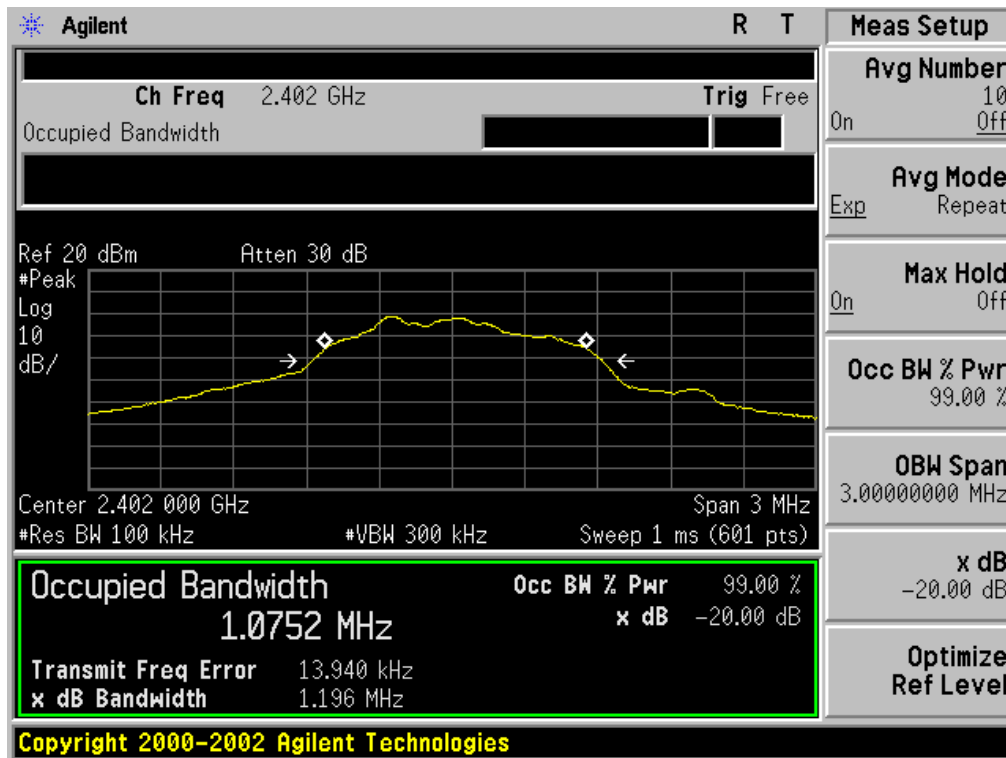 Agilent R T Meas Setup
Ch Freq 2.402 GHz Trig Free
Occupied Bandwidth
Ref 20 dBm Atten 30 dB
#Peak
Log
10
dB/
Center 2.402 000 GHz Span 3 MHz
#Res BW 100 kHz #VBW 300 kHz Sweep 1 ms (601 pts)
Occupied Bandwidth Occ BW % Pwr 99.00 %
1.0752 MHz x dB -20.00 dB
Transmit Freq Error 13.940 kHz
x dB Bandwidth 1.196 MHz
Avg Number
10
On Off
Avg Mode
Exp Repeat
Max Hold
On Off
Occ BW % Pwr
99.00 %
OBW Span
3.00000000 MHz
x dB
-20.00 dB
Optimize
Ref Level
Copyright 2000-2002 Agilent Technologies